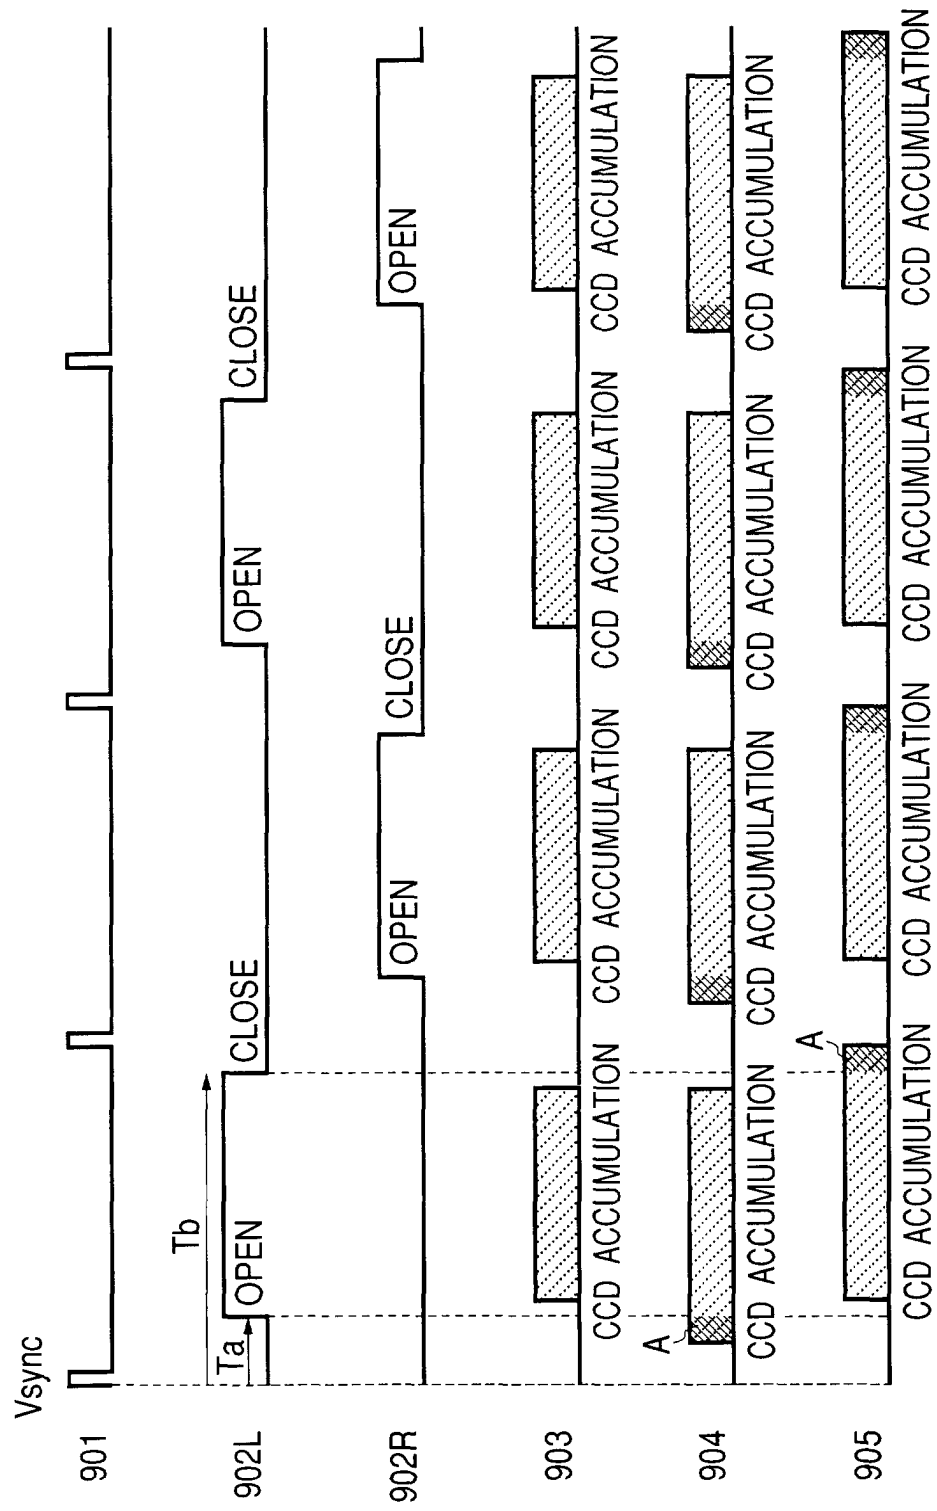 Vsync
901
Tb
Ta
902L
OPEN
CLOSE
OPEN
CLOSE
902R
OPEN
CLOSE
OPEN
903
CCD ACCUMULATION
CCD ACCUMULATION
CCD ACCUMULATION
CCD ACCUMULATION
A
904
CCD ACCUMULATION
CCD ACCUMULATION
CCD ACCUMULATION
CCD ACCUMULATION
A
905
CCD ACCUMULATION
CCD ACCUMULATION
CCD ACCUMULATION
CCD ACCUMULATION